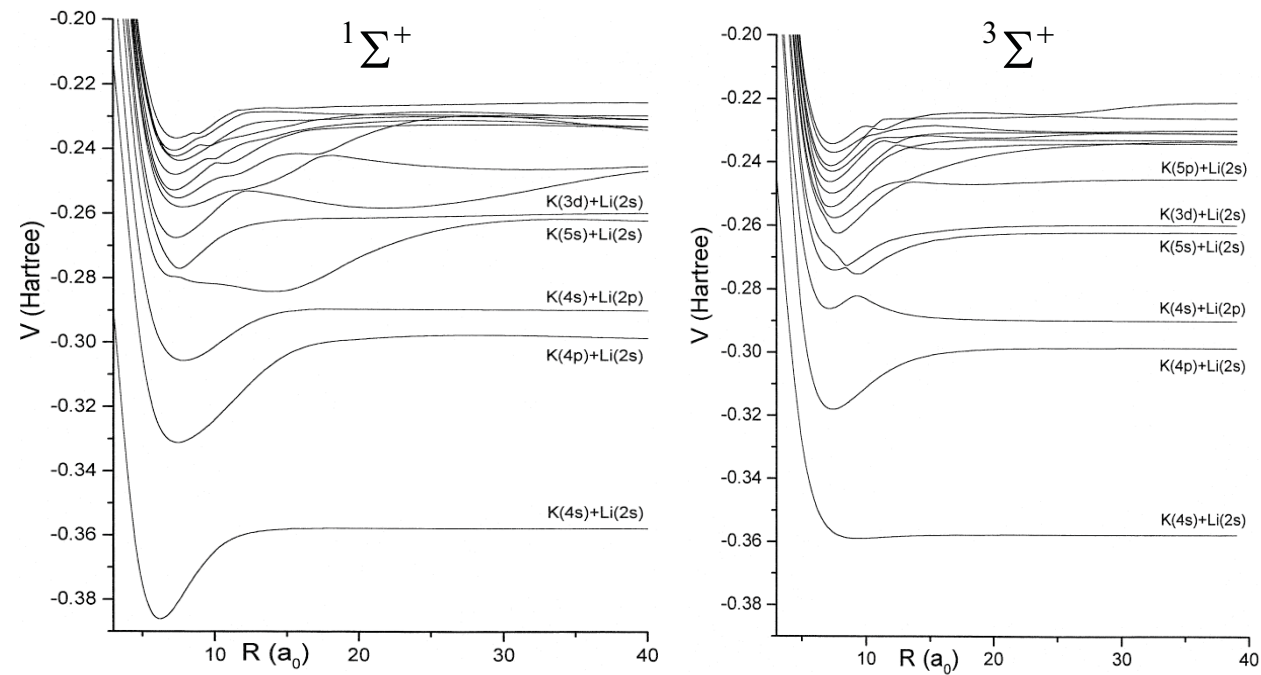 ¹Σ⁺
-0.20
-0.22
-0.24
-0.26
-0.28
-0.30
-0.32
-0.34
-0.36
-0.38
V (Hartree)
K(3d)+Li(2s)
K(5s)+Li(2s)
K(4s)+Li(2p)
K(4p)+Li(2s)
K(4s)+Li(2s)
10
20
30
40
R (a₀)
³Σ⁺
-0.20
-0.22
-0.24
-0.26
-0.28
-0.30
-0.32
-0.34
-0.36
-0.38
V (Hartree)
K(5p)+Li(2s)
K(3d)+Li(2s)
K(5s)+Li(2s)
K(4s)+Li(2p)
K(4p)+Li(2s)
K(4s)+Li(2s)
10
20
30
40
R (a₀)